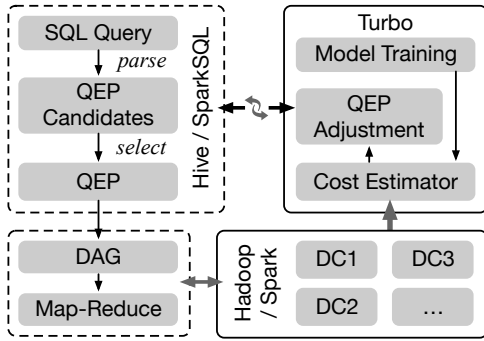 SQL Query
parse
QEP
Candidates
select
QEP
Hive / SparkSQL
Turbo
Model Training
QEP
Adjustment
Cost Estimator
DAG
Map-Reduce
Hadoop
/ Spark
DC1
DC3
DC2
...